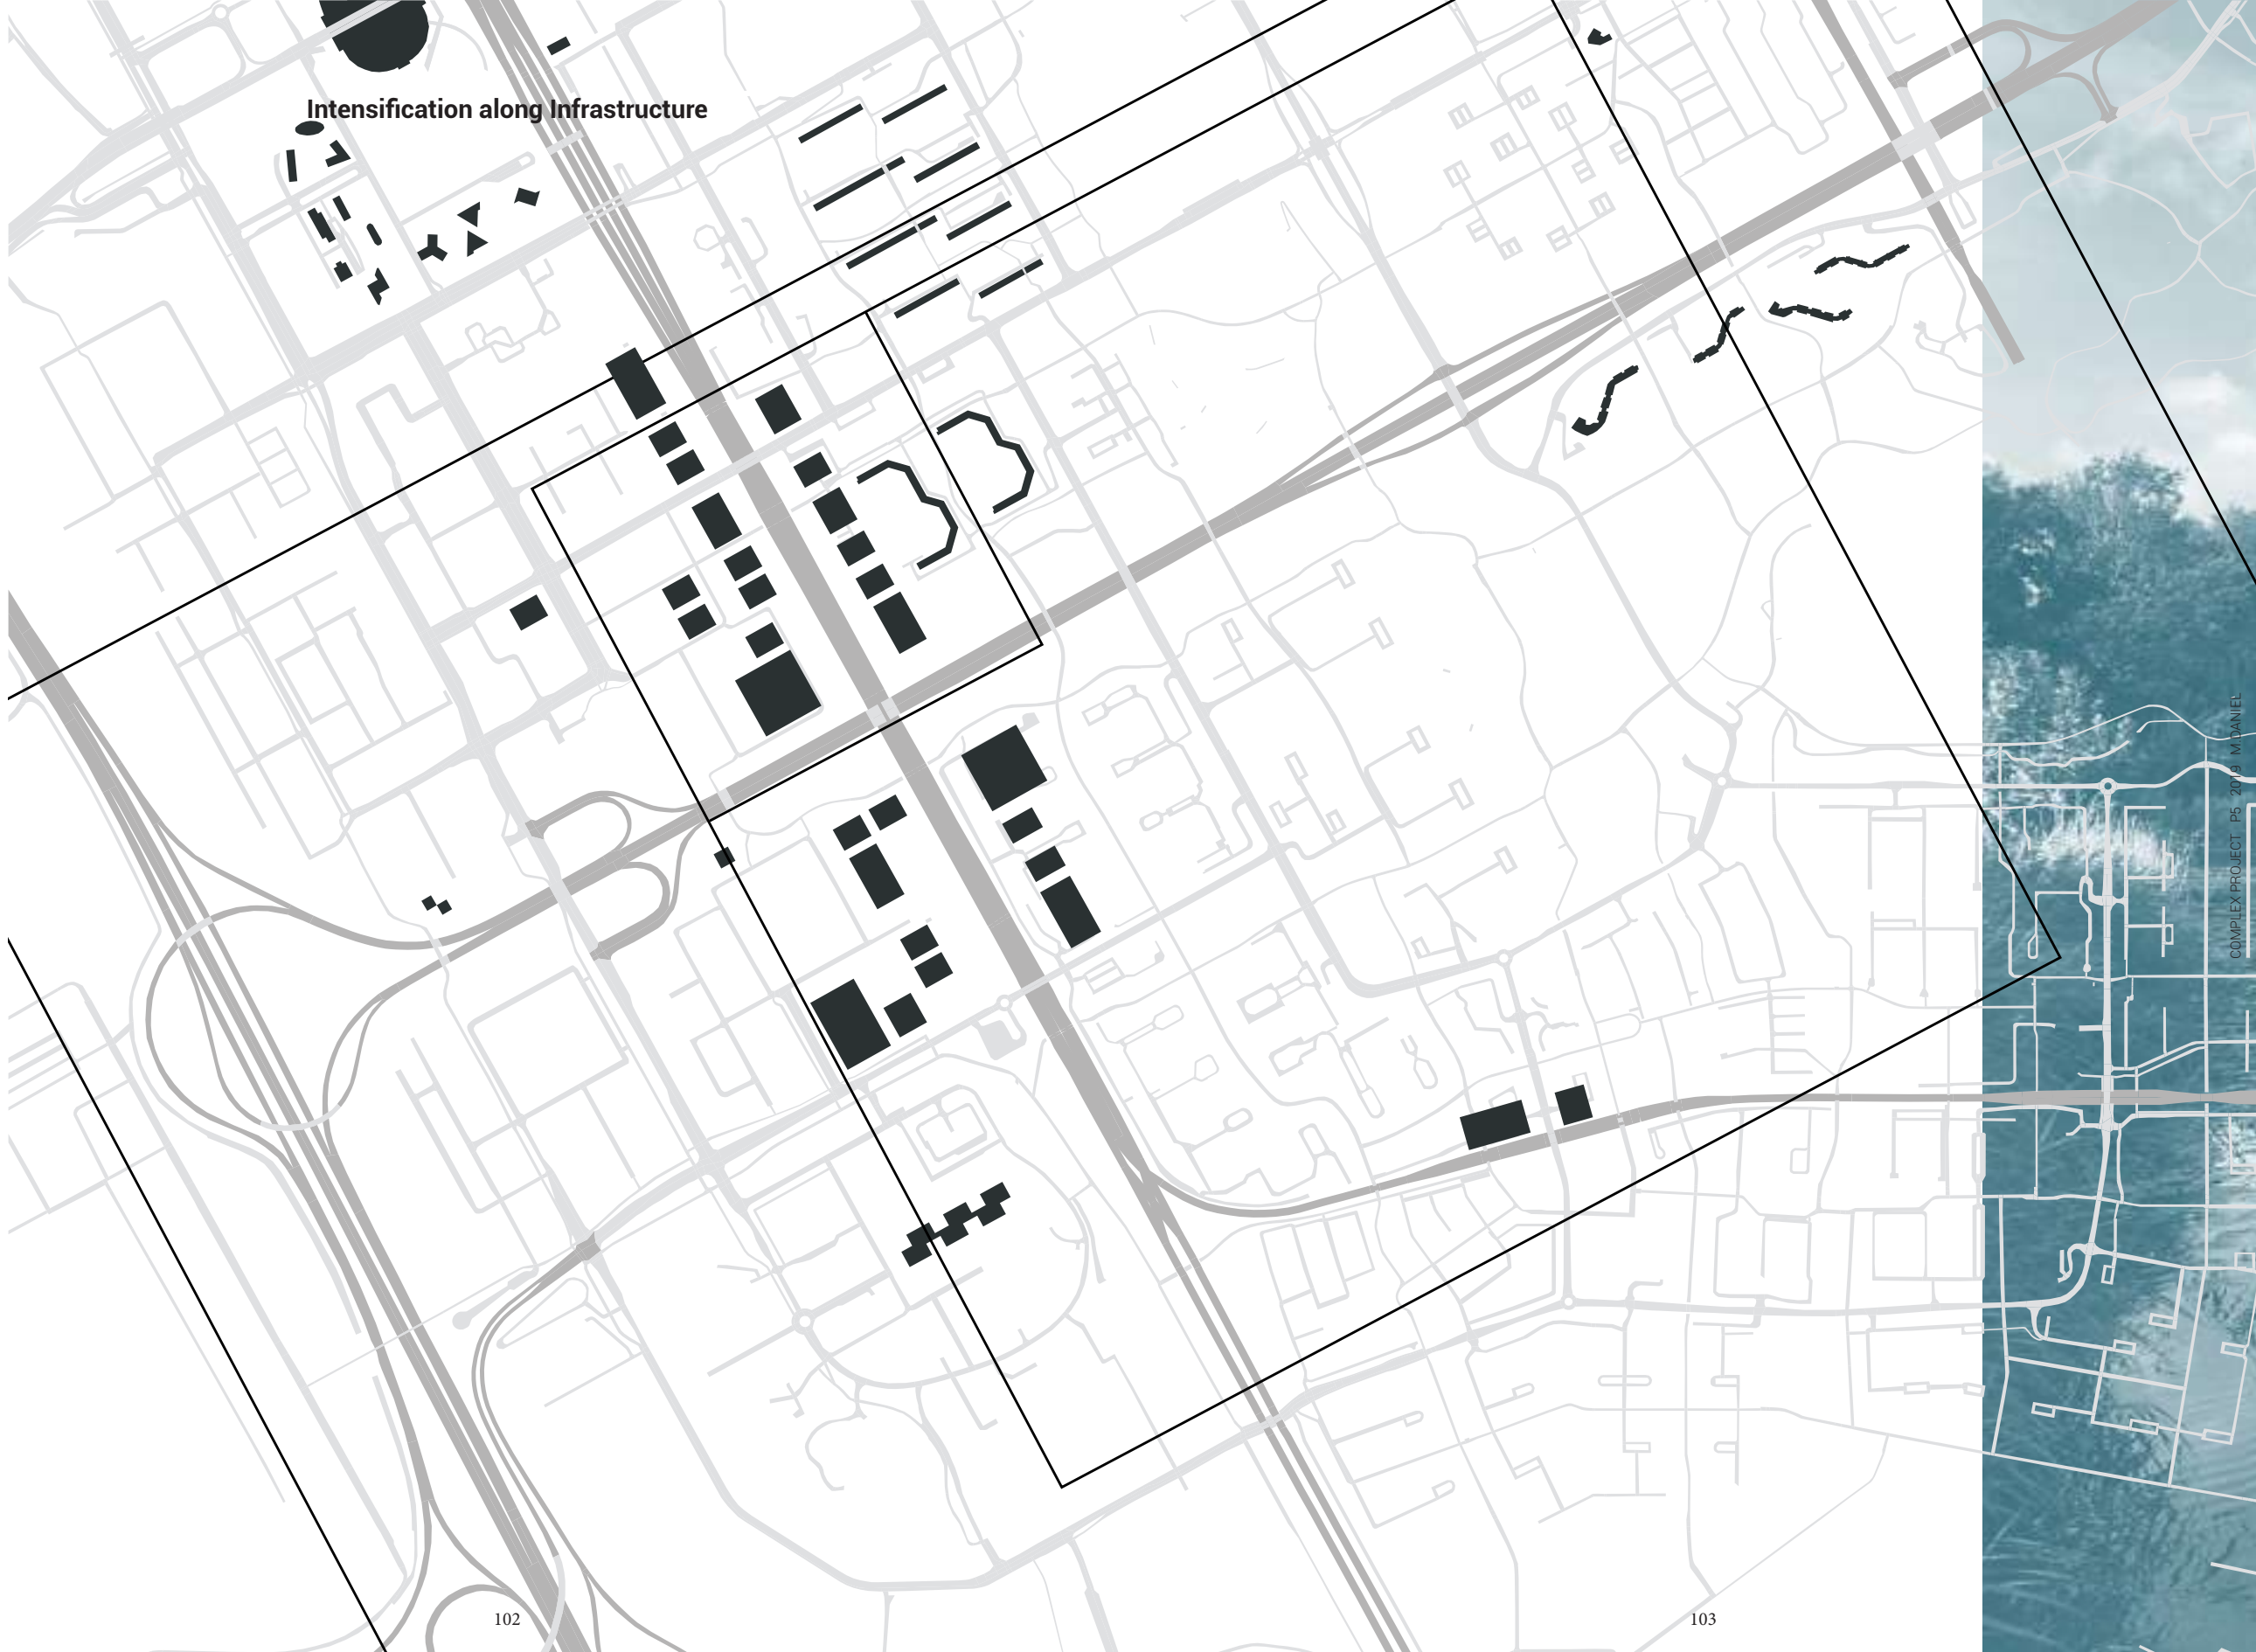 Intensification along Infrastructure
COMPLEX PROJECT P5 2019 M.DANIEL
102
103